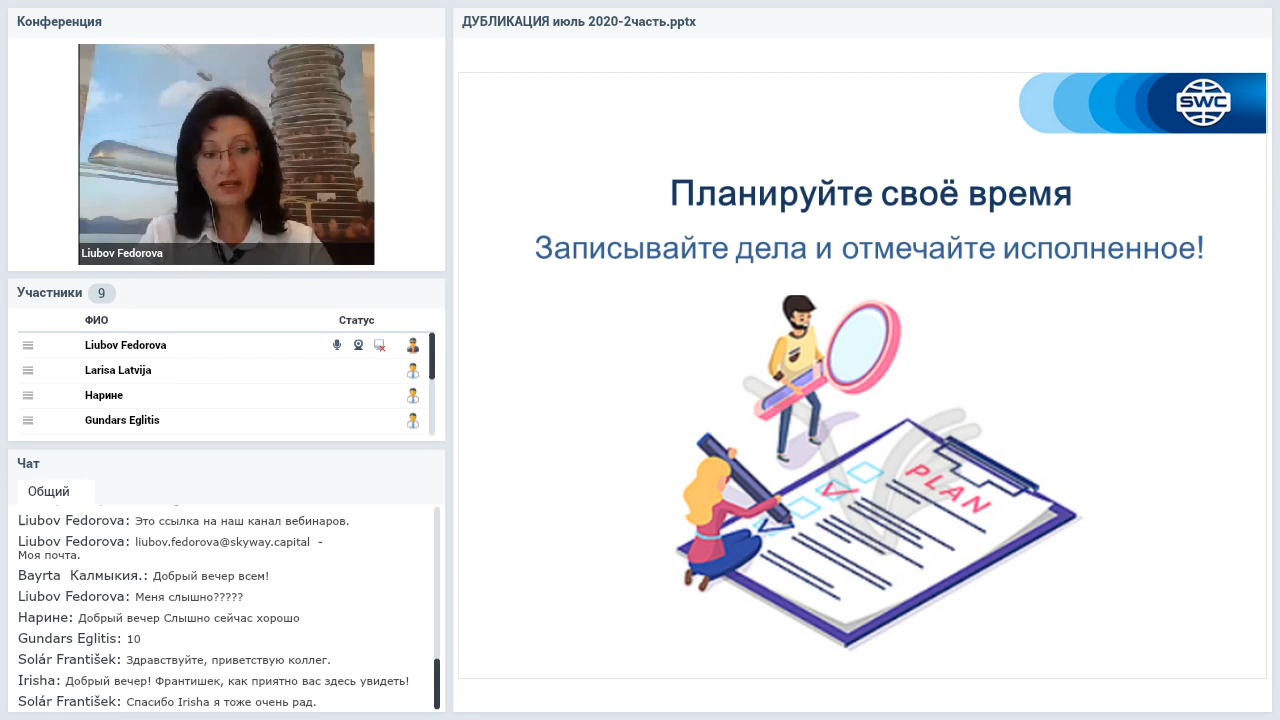 Конференция
Liubov Fedorova
Участники 9
ФИО Статус
Liubov Fedorova
Larisa Latvija
Нарине
Gundars Eglitis
Чат
Общий
Liubov Fedorova: Это ссылка на наш канал вебинаров.
Liubov Fedorova: liubov.fedorova@skyway.capital -
Моя почта.
Bayrta Калмыкия.: Добрый вечер всем!
Liubov Fedorova: Меня слышно?????
Нарине: Добрый вечер Слышно сейчас хорошо
Gundars Eglitis: 10
Solár František: Здравствуйте, приветствую коллег.
Irisha: Добрый вечер! Франтишек, как приятно вас здесь увидеть!
Solár František: Спасибо Irisha я тоже очень рад.
ДУБЛИКАЦИЯ июль 2020-2часть.pptx
SWC
Планируйте своё время
Записывайте дела и отмечайте исполненное!
PLAN